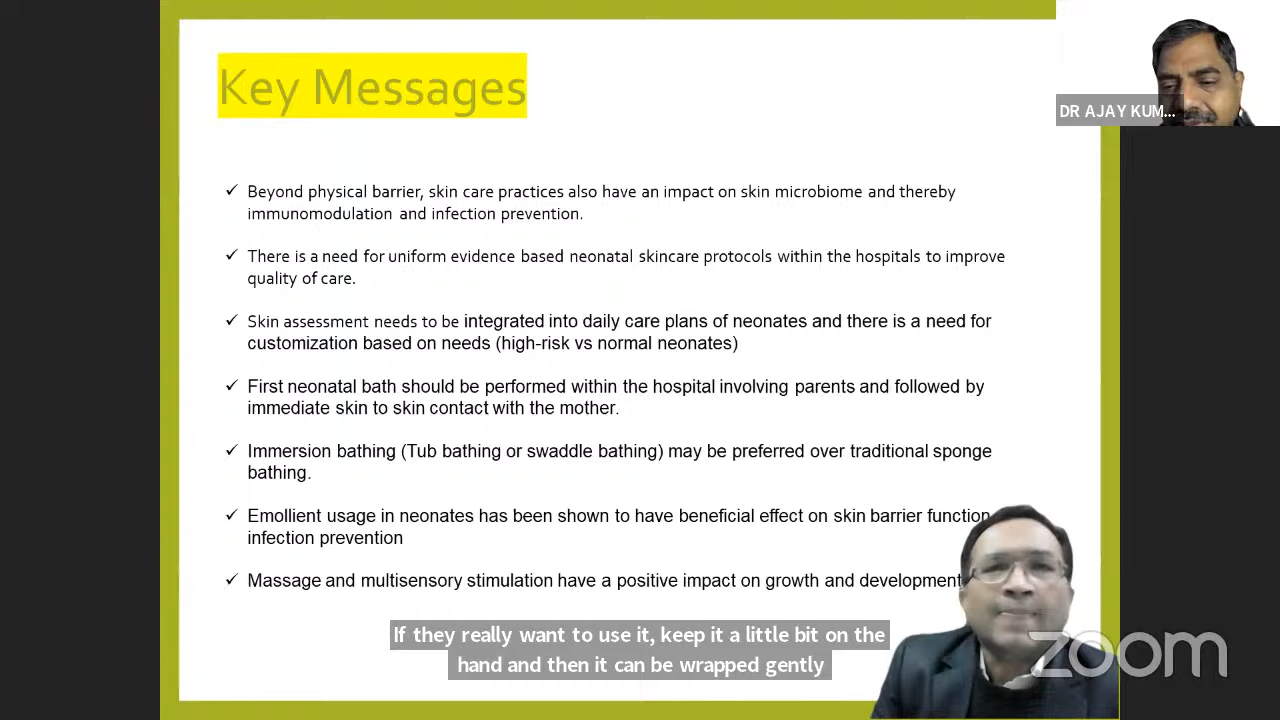 Key Messages
DR AJAY KUM...
✓ Beyond physical barrier, skin care practices also have an impact on skin microbiome and thereby
immunomodulation and infection prevention.
✓ There is a need for uniform evidence based neonatal skincare protocols within the hospitals to improve
quality of care.
✓ Skin assessment needs to be integrated into daily care plans of neonates and there is a need for
customization based on needs (high-risk vs normal neonates)
✓ First neonatal bath should be performed within the hospital involving parents and followed by
immediate skin to skin contact with the mother.
✓ Immersion bathing (Tub bathing or swaddle bathing) may be preferred over traditional sponge
bathing.
✓ Emollient usage in neonates has been shown to have beneficial effect on skin barrier function
infection prevention
✓ Massage and multisensory stimulation have a positive impact on growth and development
If they really want to use it, keep it a little bit on the
hand and then it can be wrapped gently
zoom